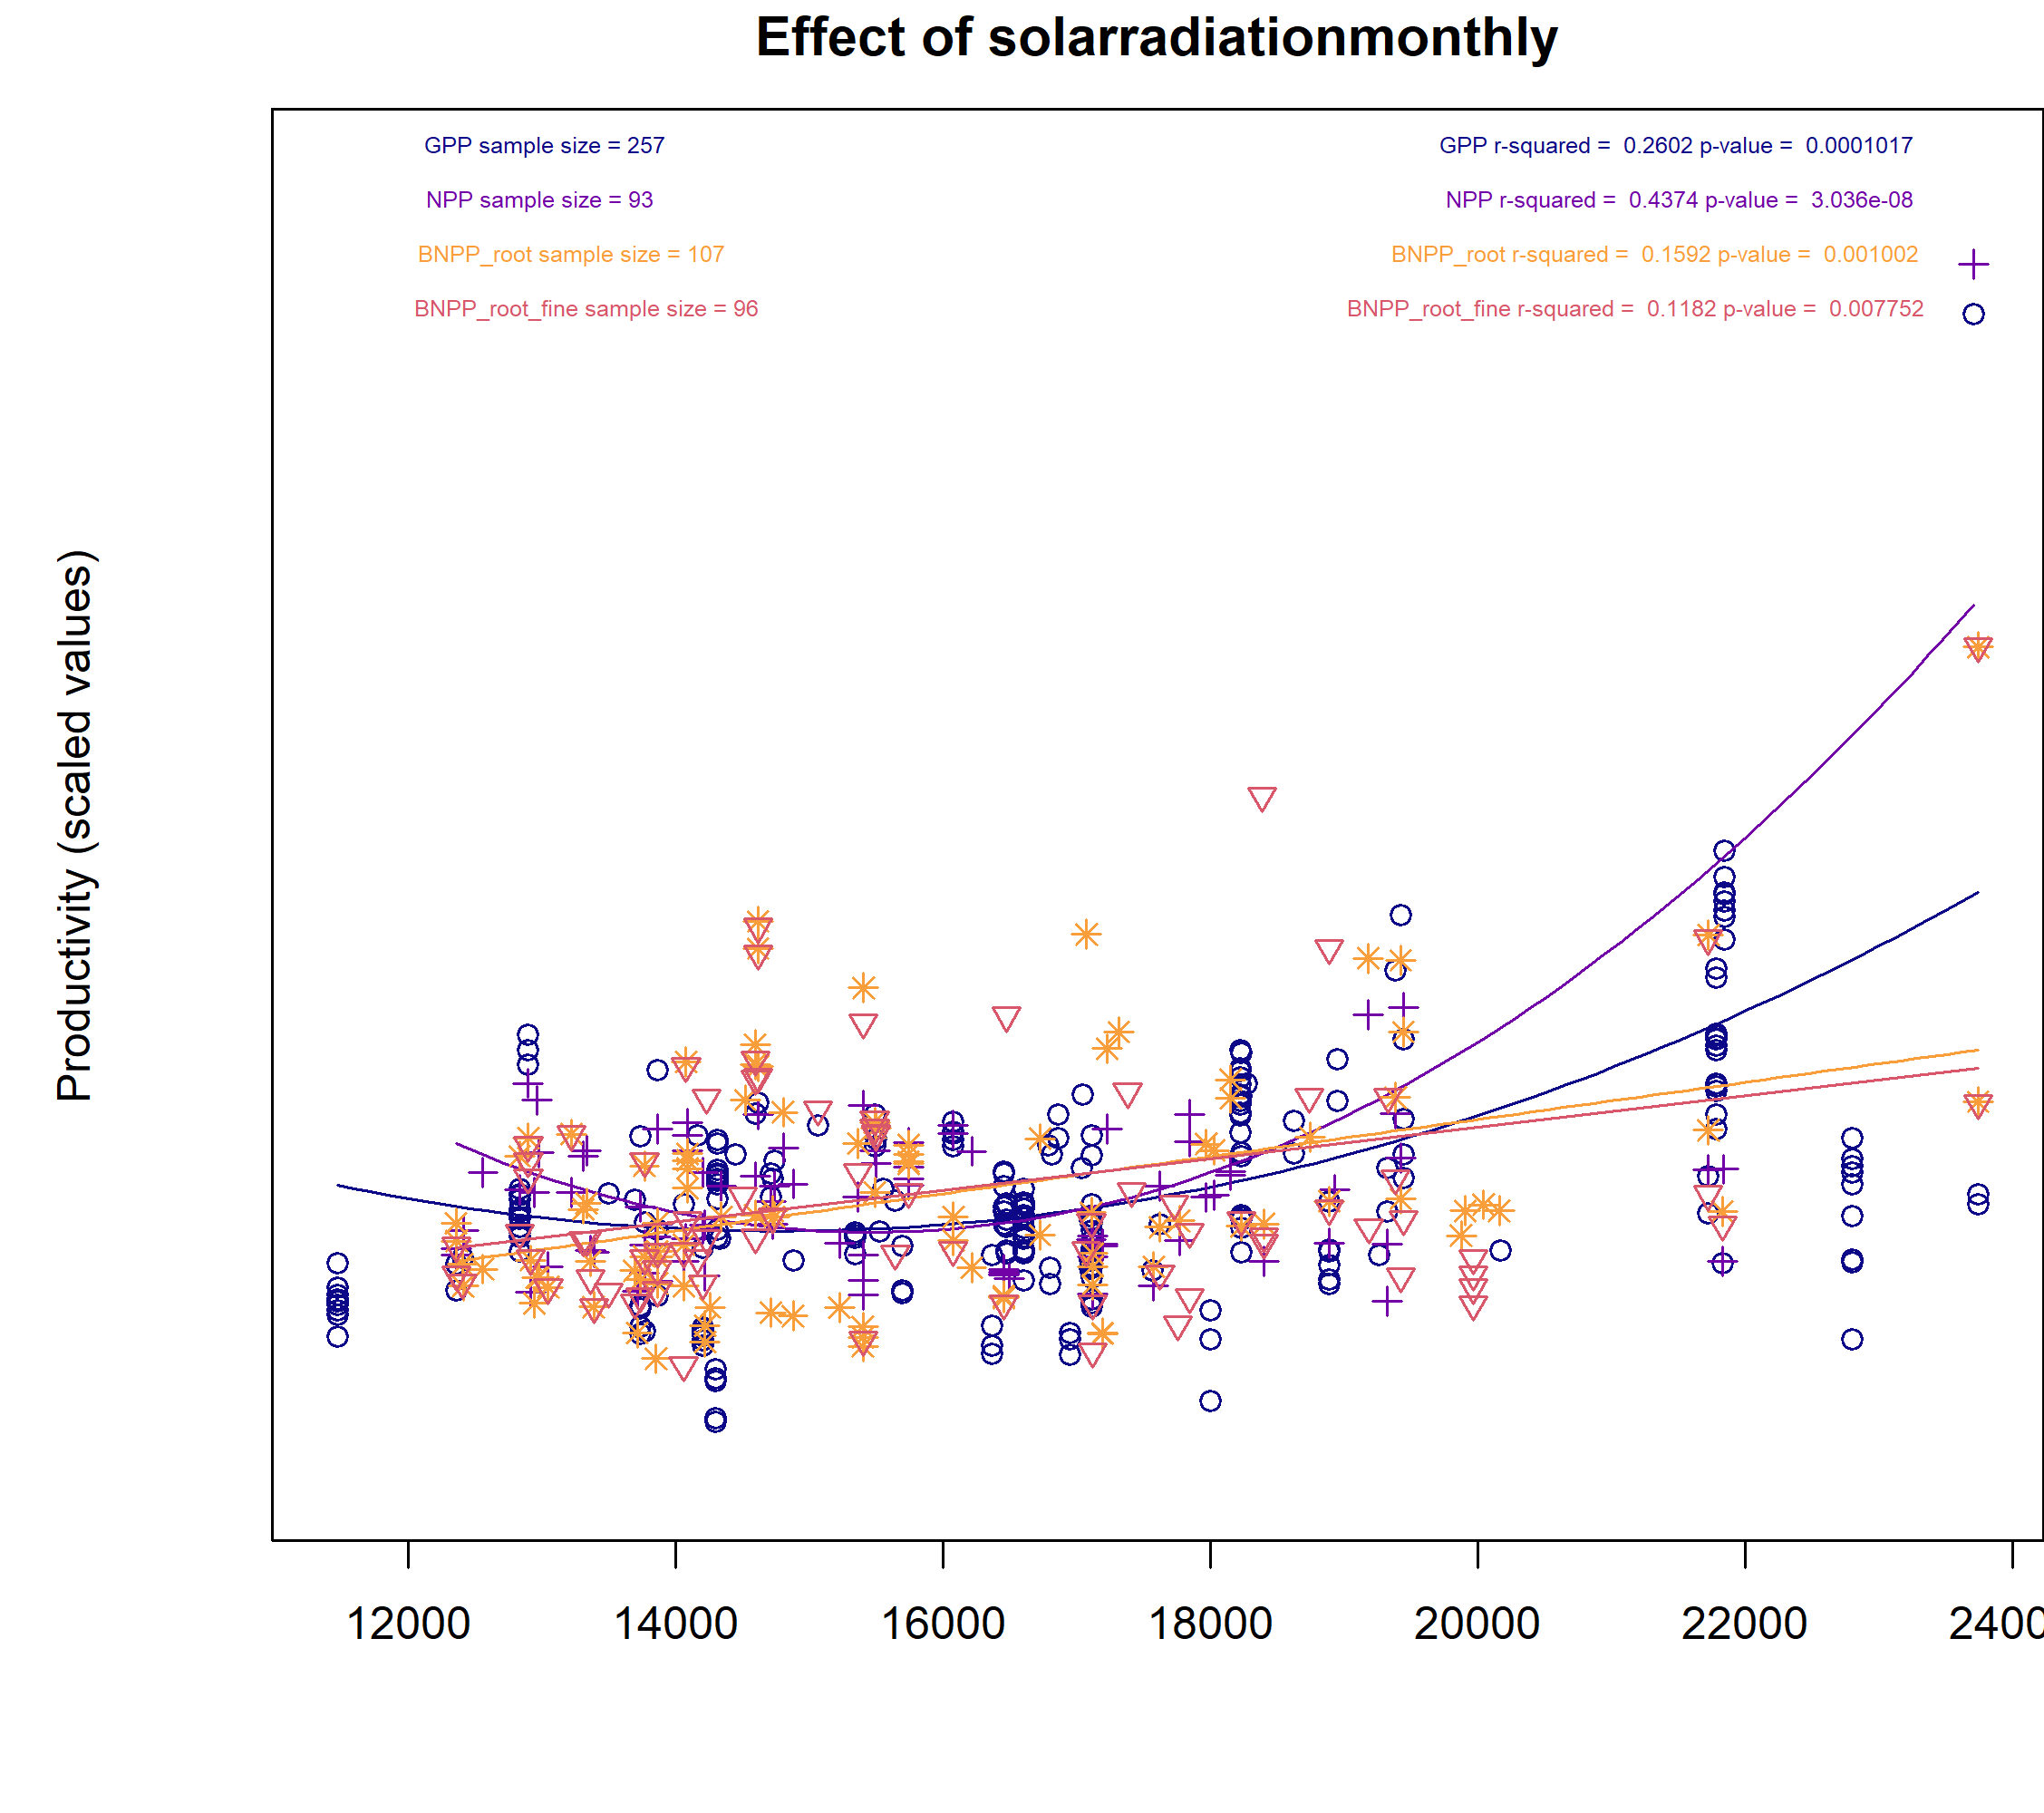 Effect of solarradiationmonthly
GPP sample size = 257
GPP r-squared =  0.2602 p-value =  0.0001017
NPP sample size = 93
NPP r-squared =  0.4374 p-value =  3.036e-08
BNPP_root sample size = 107
BNPP_root r-squared =  0.1592 p-value =  0.001002
BNPP_root_fine sample size = 96
BNPP_root_fine r-squared =  0.1182 p-value =  0.007752
Productivity (scaled values)
12000 14000 16000 18000 20000 22000 2400